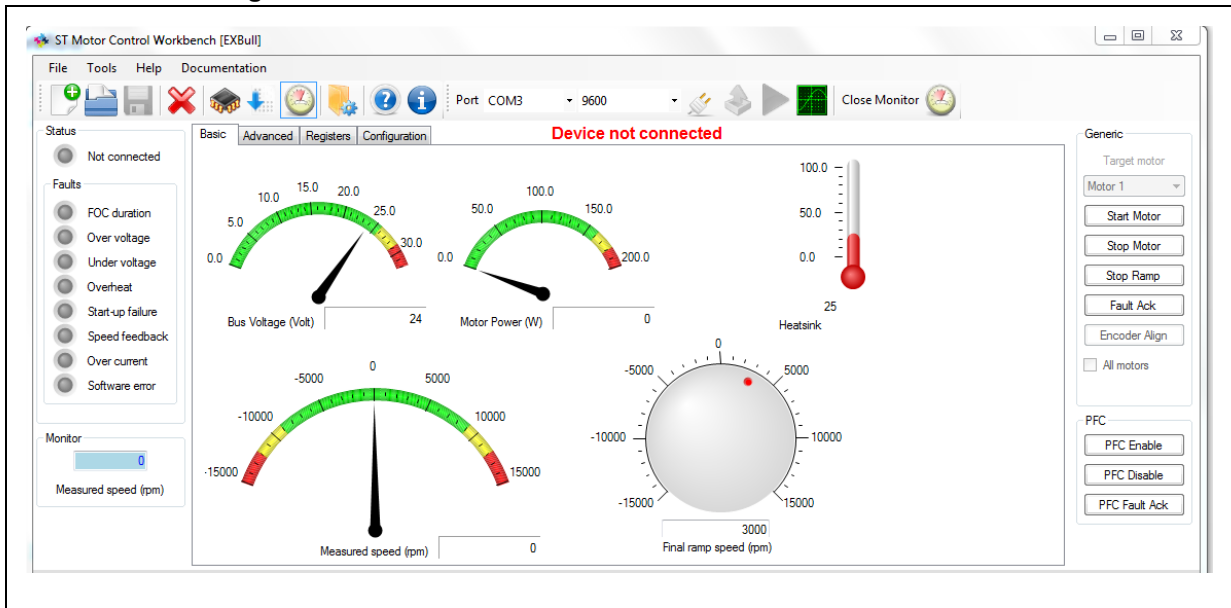 ST Motor Control Workbench [EXBull]
File Tools Help Documentation
Port COM3 9600 Close Monitor
Status
Not connected
Faults
FOC duration
Over voltage
Under voltage
Overheat
Start-up failure
Speed feedback
Over current
Software error
Monitor
0
Measured speed (rpm)
Basic Advanced Registers Configuration
Device not connected
0.0 5.0 10.0 15.0 20.0 25.0 30.0
Bus Voltage (Volt) 24
0.0 50.0 100.0 150.0 200.0
Motor Power (W) 0
100.0
50.0
0.0
25
Heatsink
-15000 -10000 -5000 0 5000 10000 15000
Measured speed (rpm) 0
-15000 -10000 -5000 0 5000 10000 15000
3000
Final ramp speed (rpm)
Generic
Target motor
Motor 1
Start Motor
Stop Motor
Stop Ramp
Fault Ack
Encoder Align
All motors
PFC
PFC Enable
PFC Disable
PFC Fault Ack